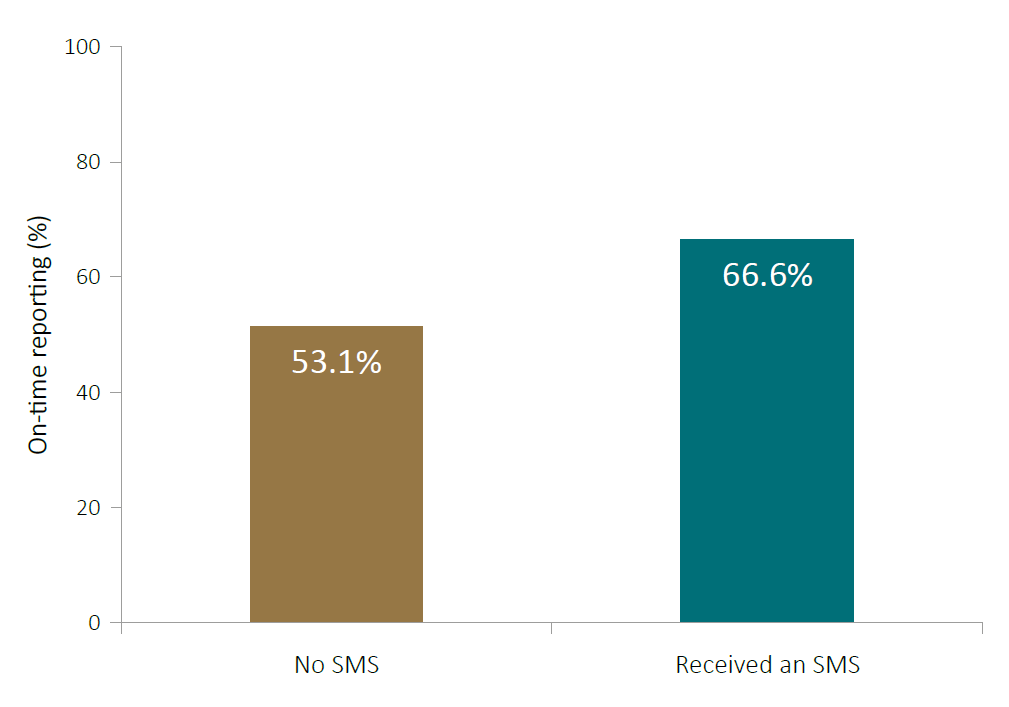 100
80
60
40
20
0
On-time reporting (%)
53.1%
66.6%
No SMS
Received an SMS